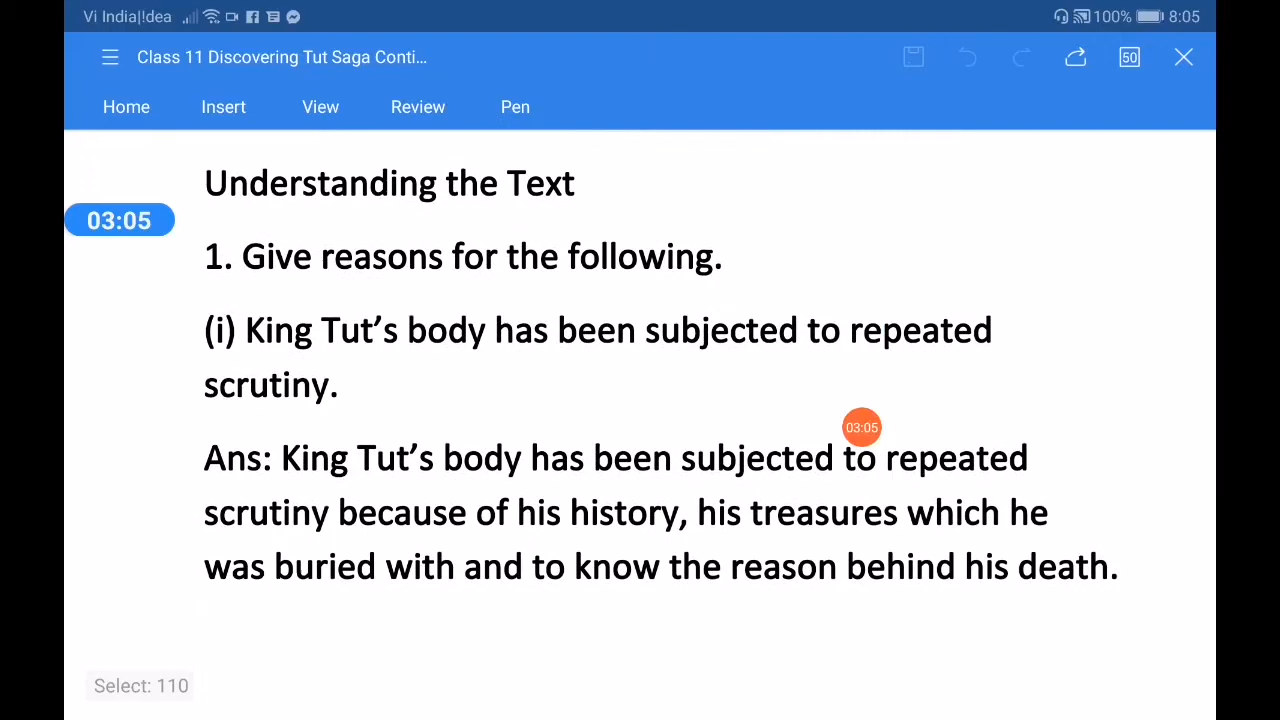 Vi India|!dea 100% 8:05
Class 11 Discovering Tut Saga Conti... 50
Home Insert View Review Pen
Understanding the Text
03:05
1. Give reasons for the following.
(i) King Tut’s body has been subjected to repeated
scrutiny.
03:05
Ans: King Tut’s body has been subjected to repeated
scrutiny because of his history, his treasures which he
was buried with and to know the reason behind his death.
Select: 110